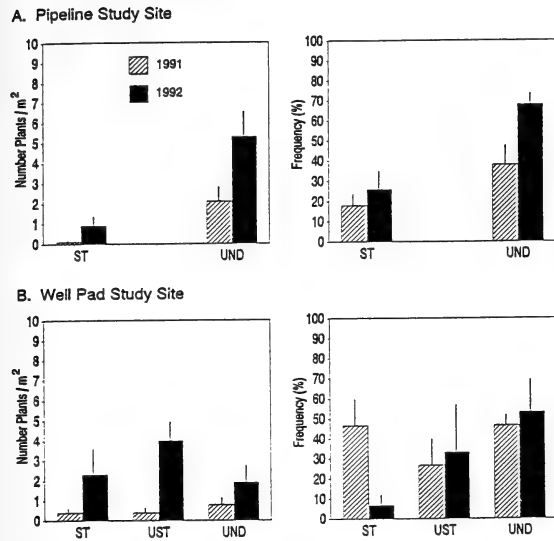 A. Pipeline Study Site
Number Plants / m²
10
9
8
7
6
5
4
3
2
1
0
1991
1992
ST
UND
Frequency (%)
100
90
80
70
60
50
40
30
20
10
0
ST
UND
B. Well Pad Study Site
Number Plants / m²
10
9
8
7
6
5
4
3
2
1
0
ST
UST
UND
Frequency (%)
100
90
80
70
60
50
40
30
20
10
0
ST
UST
UND